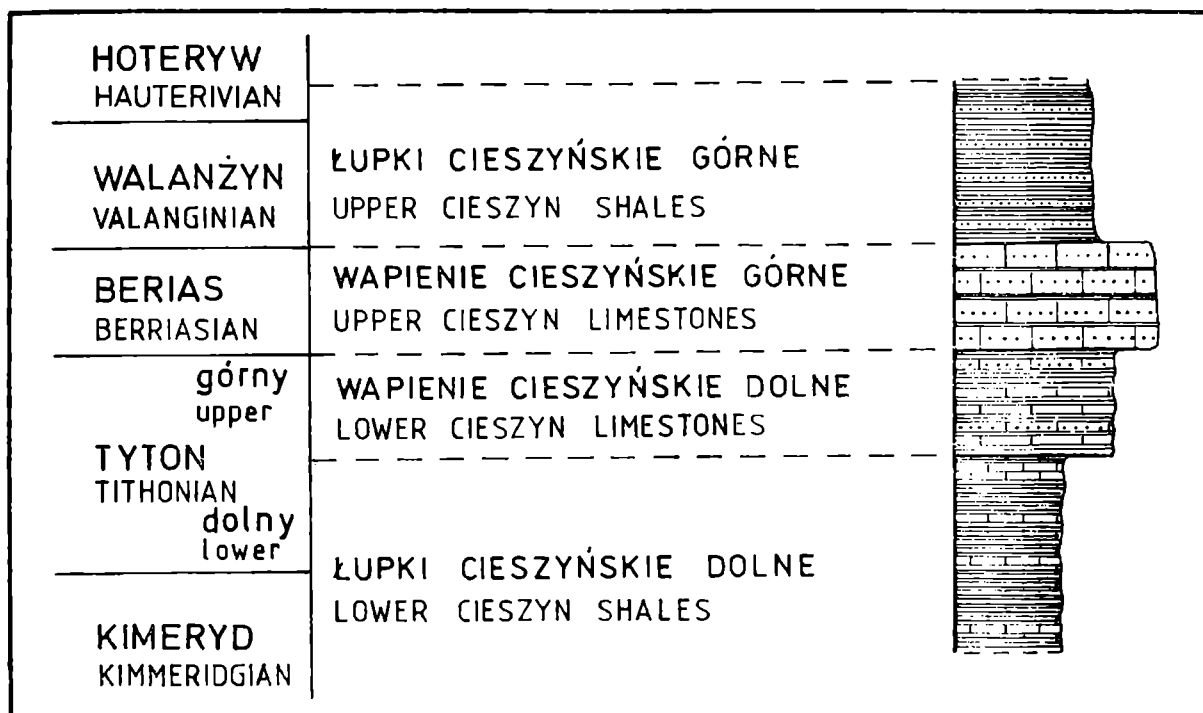 HOTERYW
HAUTERIVIAN
WALANŻYN
VALANGINIAN
ŁUPKI CIESZYŃSKIE GÓRNE
UPPER CIESZYN SHALES
BERIAS
BERRIASIAN
WAPIENIE CIESZYŃSKIE GÓRNE
UPPER CIESZYN LIMESTONES
górny
upper
WAPIENIE CIESZYŃSKIE DOLNE
LOWER CIESZYN LIMESTONES
TYTON
TITHONIAN
dolny
lower
ŁUPKI CIESZYŃSKIE DOLNE
LOWER CIESZYN SHALES
KIMERYD
KIMMERIDGIAN